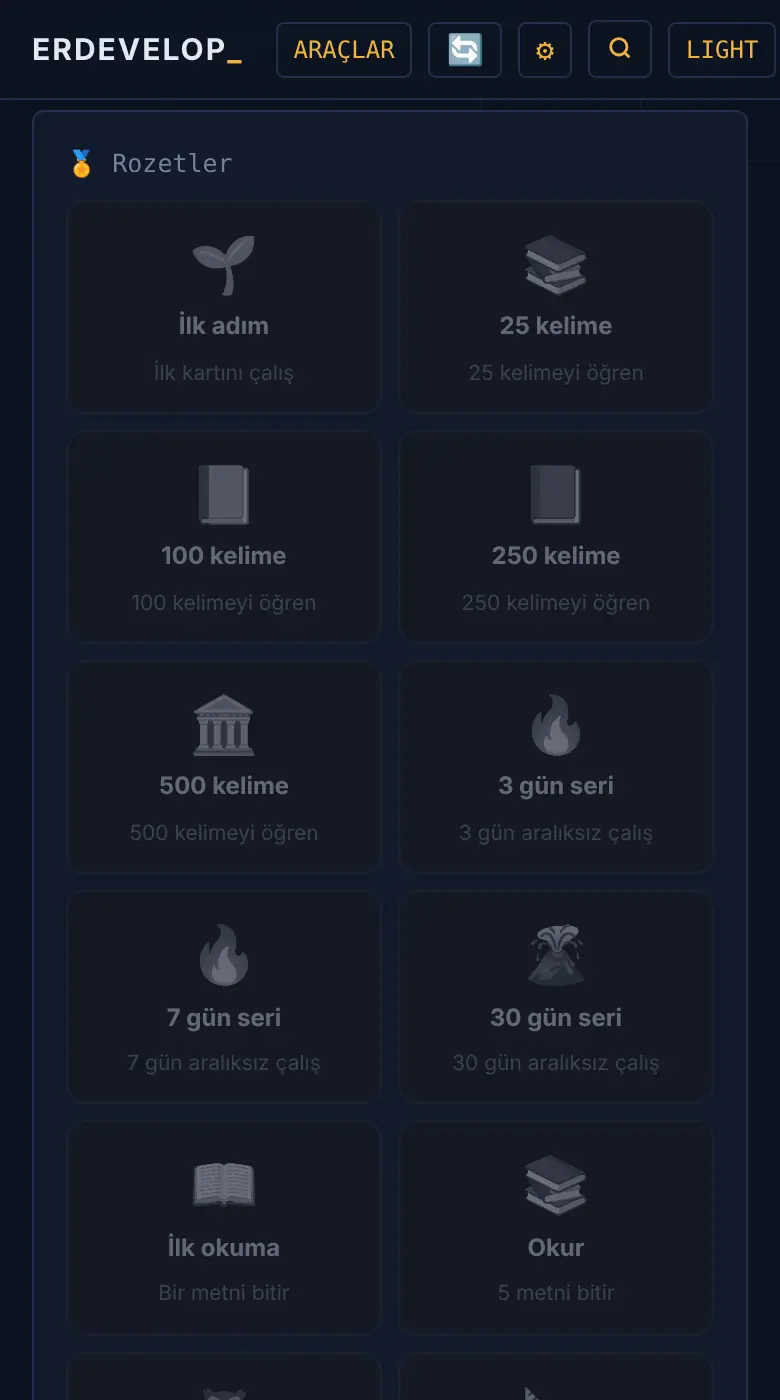 ERDEVELOP_
ARAÇLAR
LIGHT
Rozetler
İlk adım
İlk kartını çalış
25 kelime
25 kelimeyi öğren
100 kelime
100 kelimeyi öğren
250 kelime
250 kelimeyi öğren
500 kelime
500 kelimeyi öğren
3 gün seri
3 gün aralıksız çalış
7 gün seri
7 gün aralıksız çalış
30 gün seri
30 gün aralıksız çalış
İlk okuma
Bir metni bitir
Okur
5 metni bitir